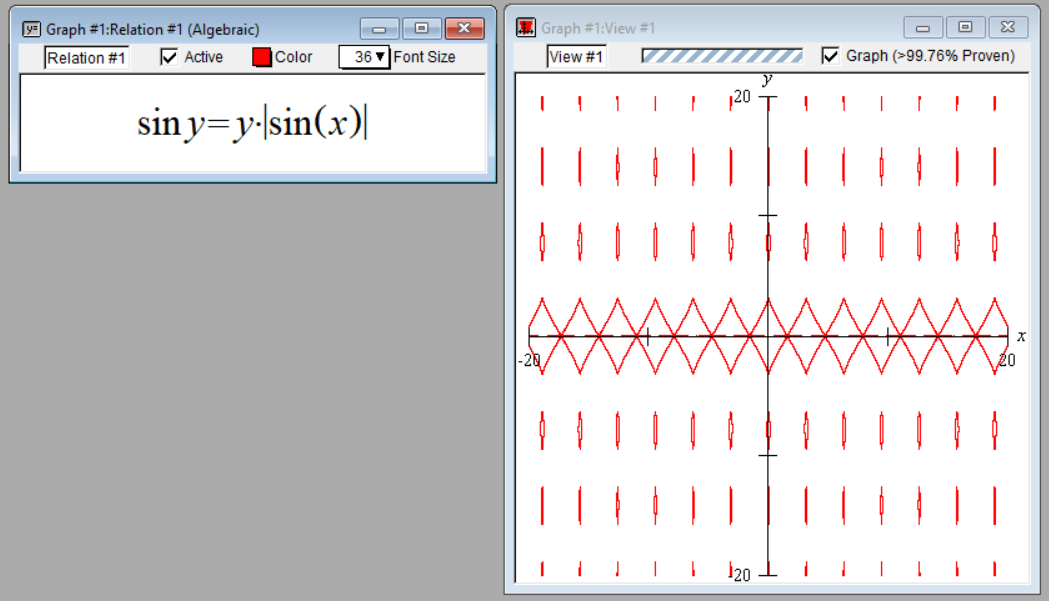 Graph #1:Relation #1 (Algebraic)
Relation #1 Active Color 36 Font Size
sin y= y·|sin(x)|
Graph #1:View #1
View #1 Graph (>99.76% Proven)
y
20
x
-20 20
-20